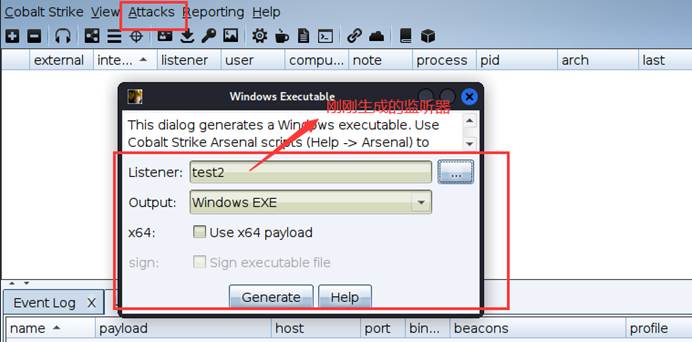 Cobalt Strike View Attacks Reporting Help
external inte... listener user compu... note process pid arch last
Windows Executable
刚刚生成的监听器
This dialog generates a Windows executable. Use
Cobalt Strike Arsenal scripts (Help -> Arsenal) to
Listener: test2 ...
Output: Windows EXE
x64: Use x64 payload
sign: Sign executable file
Generate Help
Event Log X
name payload host port bin... beacons profile